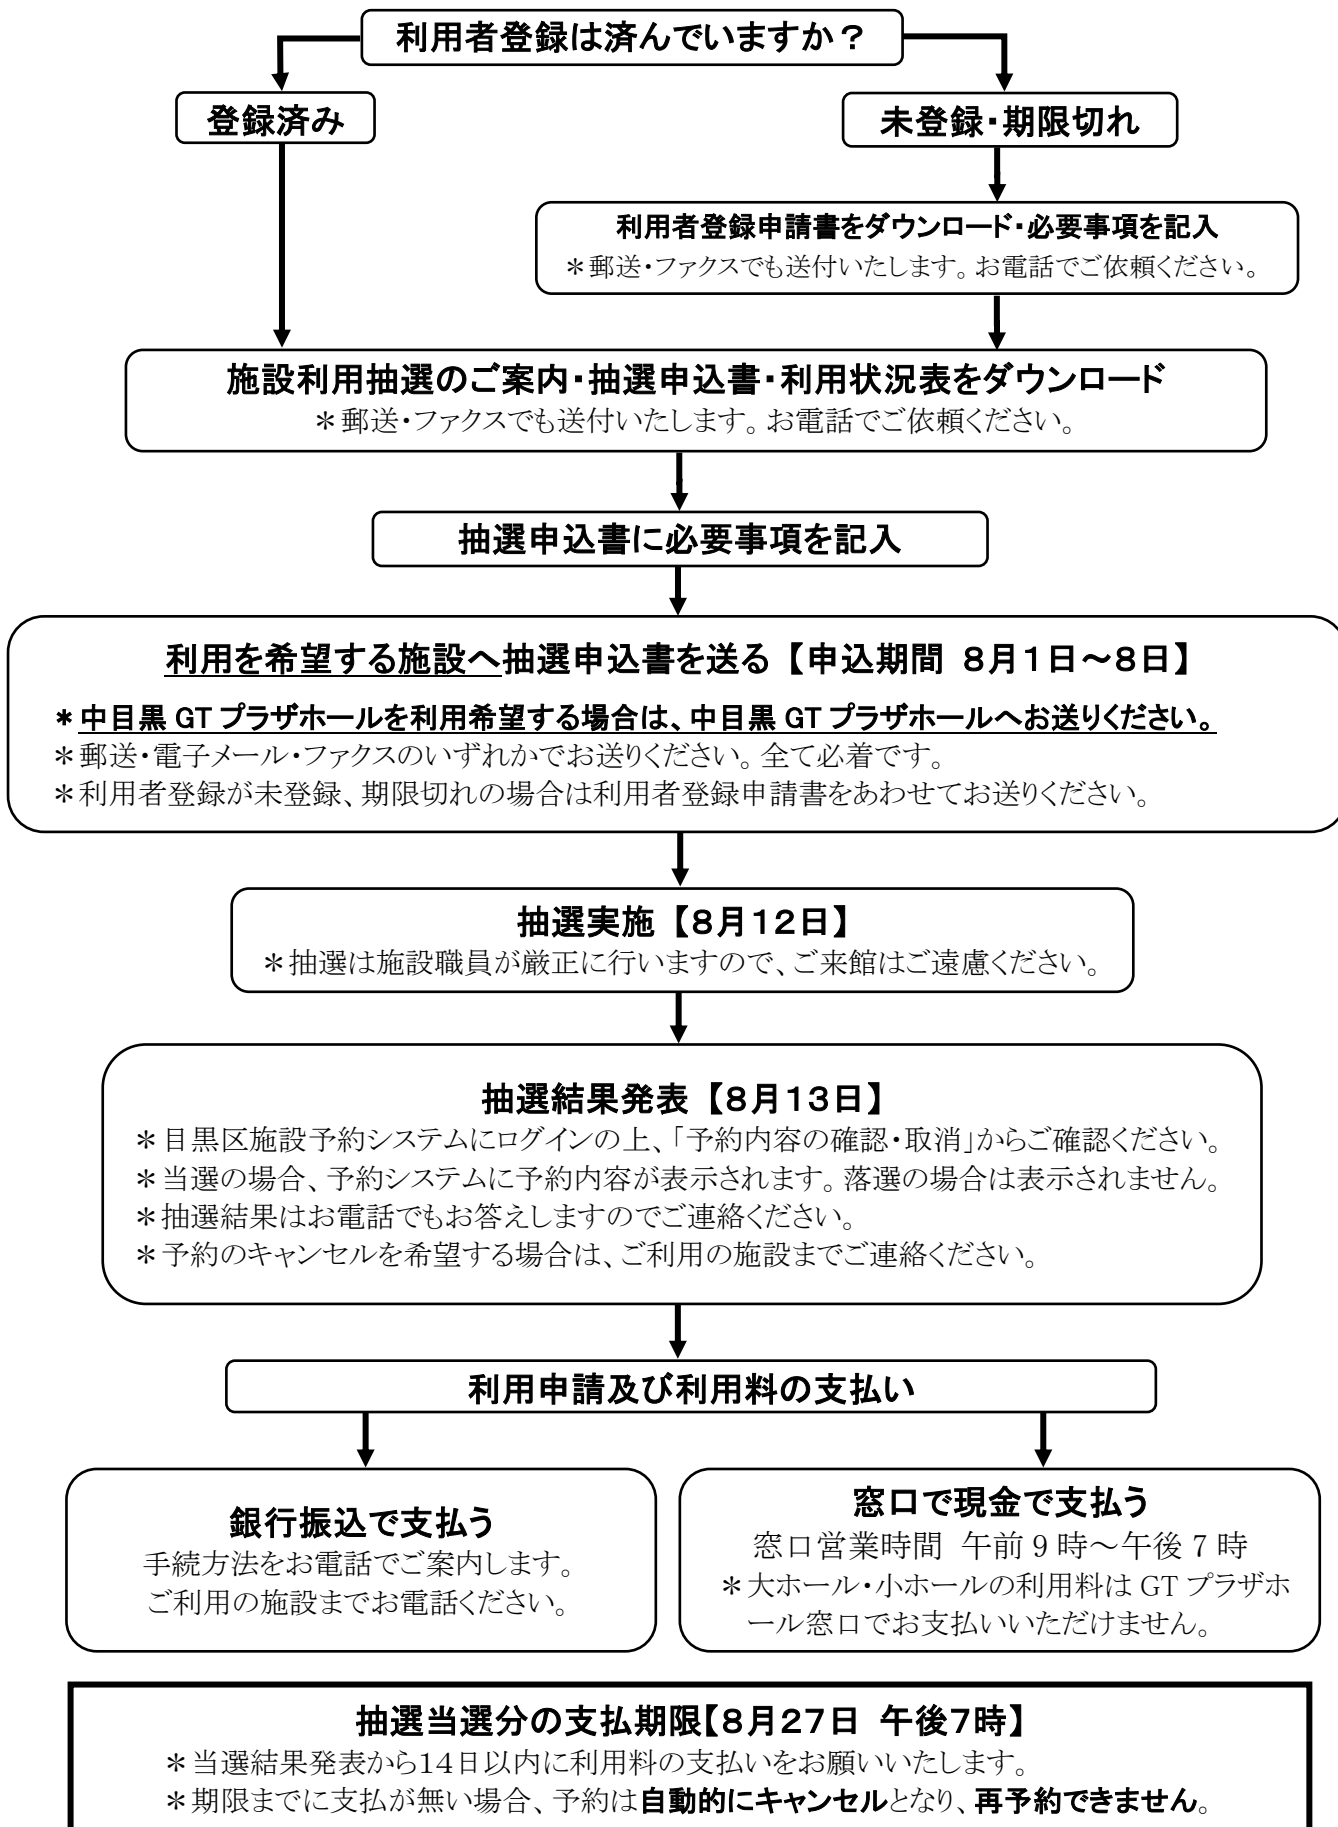 利用者登録は済んでいますか？
登録済み
未登録・期限切れ
利用者登録申請書をダウンロード・必要事項を記入
＊郵送・ファクスでも送付いたします。お電話でご依頼ください。
施設利用抽選のご案内・抽選申込書・利用状況表をダウンロード
＊郵送・ファクスでも送付いたします。お電話でご依頼ください。
抽選申込書に必要事項を記入
利用を希望する施設へ抽選申込書を送る【申込期間 8月1日～8日】
＊中目黒 GT プラザホールを利用希望する場合は、中目黒 GT プラザホールへお送りください。
＊郵送・電子メール・ファクスのいずれかでお送りください。全て必着です。
＊利用者登録が未登録、期限切れの場合は利用者登録申請書をあわせてお送りください。
抽選実施【8月12日】
＊抽選は施設職員が厳正に行いますので、ご来館はご遠慮ください。
抽選結果発表【8月13日】
＊目黒区施設予約システムにログインの上、「予約内容の確認・取消」からご確認ください。
＊当選の場合、予約システムに予約内容が表示されます。落選の場合は表示されません。
＊抽選結果はお電話でもお答えしますのでご連絡ください。
＊予約のキャンセルを希望する場合は、ご利用の施設までご連絡ください。
利用申請及び利用料の支払い
銀行振込で支払う
手続方法をお電話でご案内します。
ご利用の施設までお電話ください。
窓口で現金で支払う
窓口営業時間 午前 9 時～午後 7 時
＊大ホール・小ホールの利用料は GT プラザホ
ール窓口でお支払いいただけません。
抽選当選分の支払期限【8月27日 午後7時】
＊当選結果発表から14日以内に利用料の支払いをお願いいたします。
＊期限までに支払が無い場合、予約は自動的にキャンセルとなり、再予約できません。